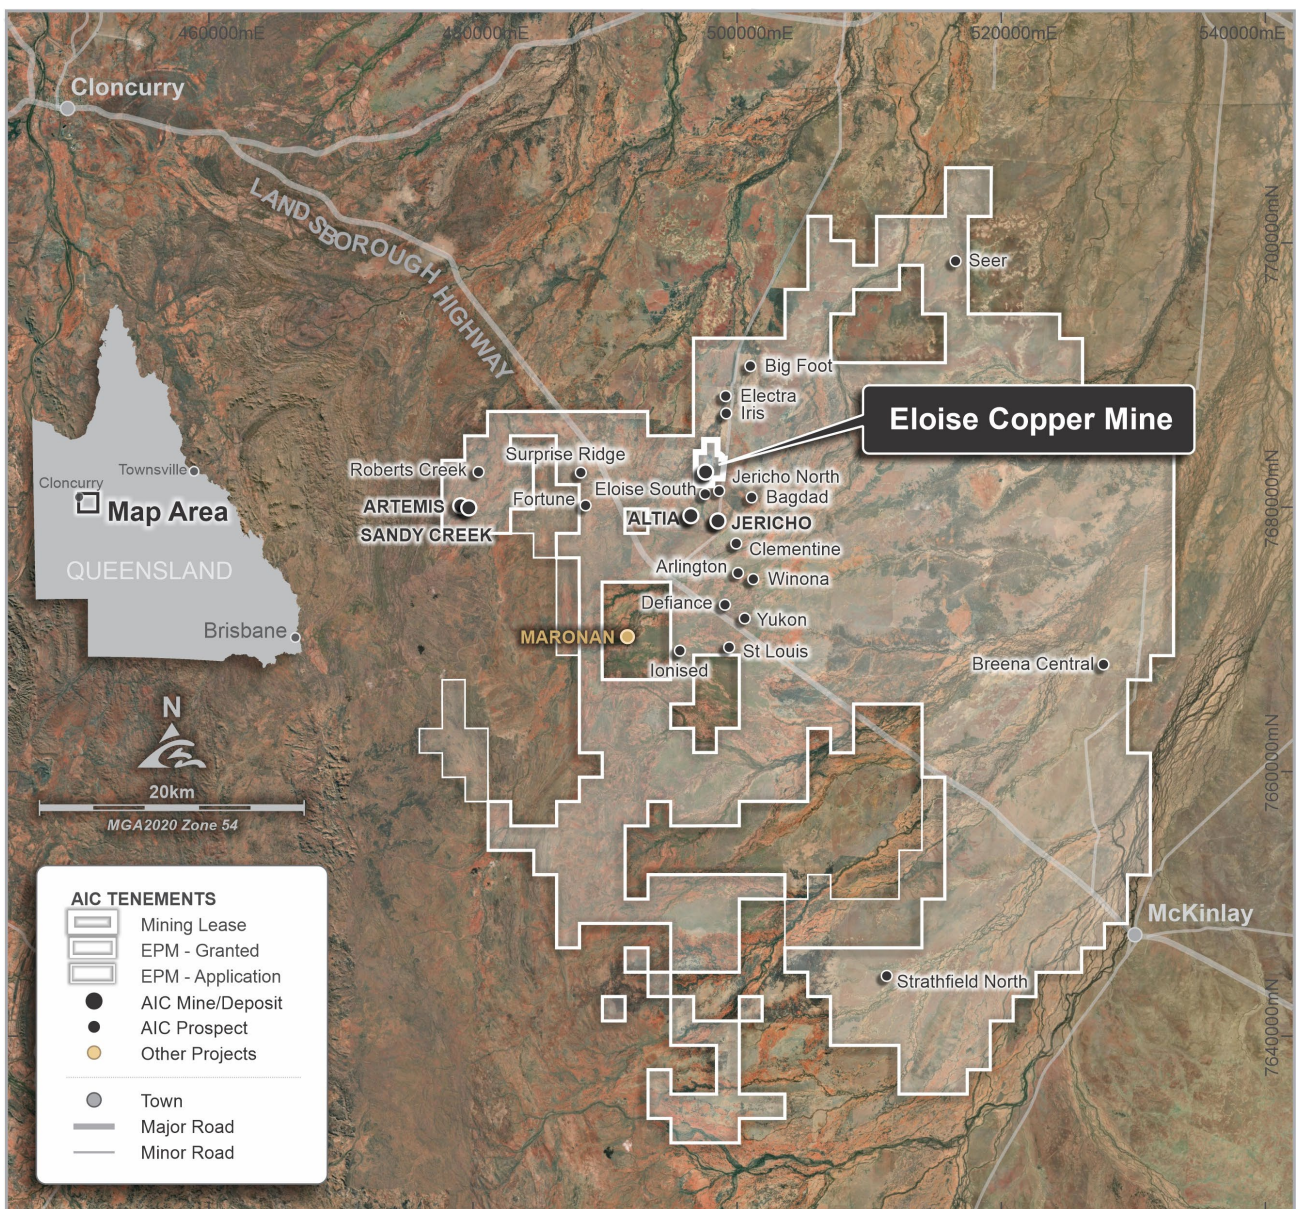 460000mE
480000mE
500000mE
520000mE
540000mE
Cloncurry
LANDSBOROUGH HIGHWAY
7700000mN
Seer
Big Foot
Electra
Iris
Eloise Copper Mine
Surprise Ridge
Roberts Creek
Jericho North
Eloise South
Bagdad
Fortune
ARTEMIS
ALTIA
JERICHO
SANDY CREEK
7680000mN
Clementine
Arlington
Winona
Defiance
Yukon
MARONAN
St Louis
Ionised
Breena Central
Townsville
Cloncurry
Map Area
QUEENSLAND
Brisbane
N
20km
MGA2020 Zone 54
7660000mN
McKinlay
Strathfield North
7640000mN
AIC TENEMENTS
Mining Lease
EPM - Granted
EPM - Application
AIC Mine/Deposit
AIC Prospect
Other Projects
Town
Major Road
Minor Road